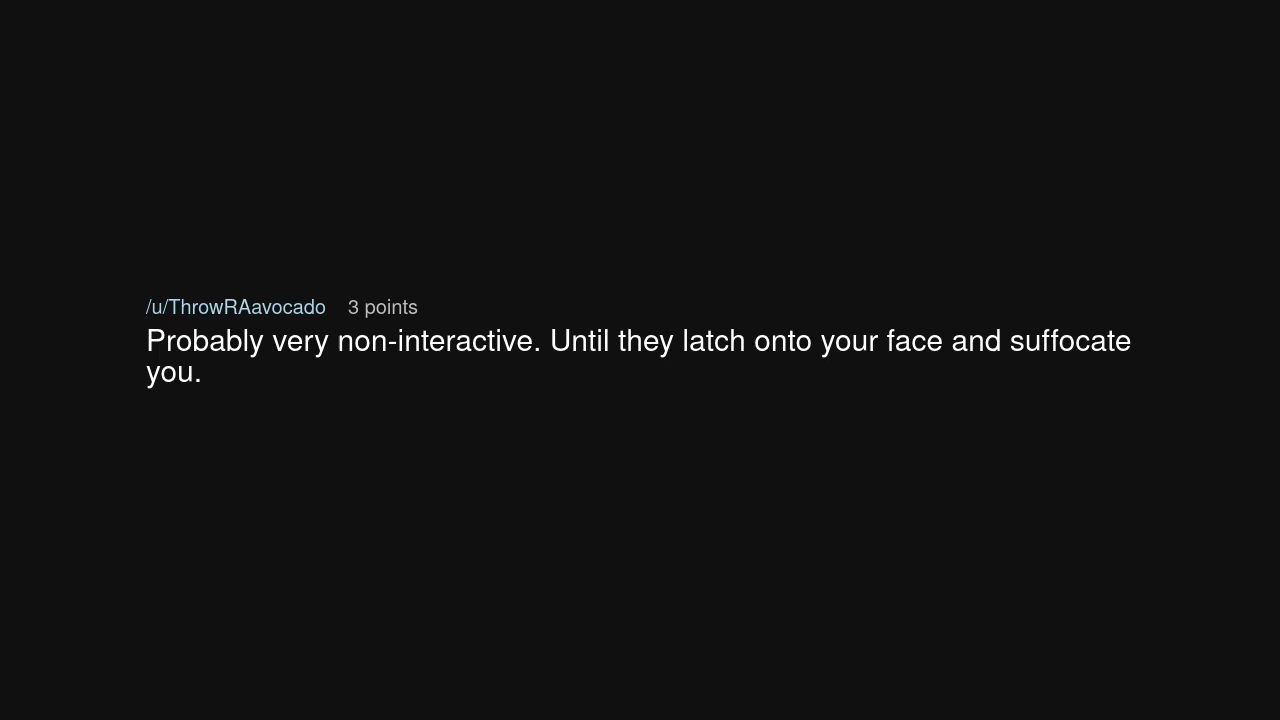 /u/ThrowRAavocado 3 points
Probably very non-interactive. Until they latch onto your face and suffocate
you.